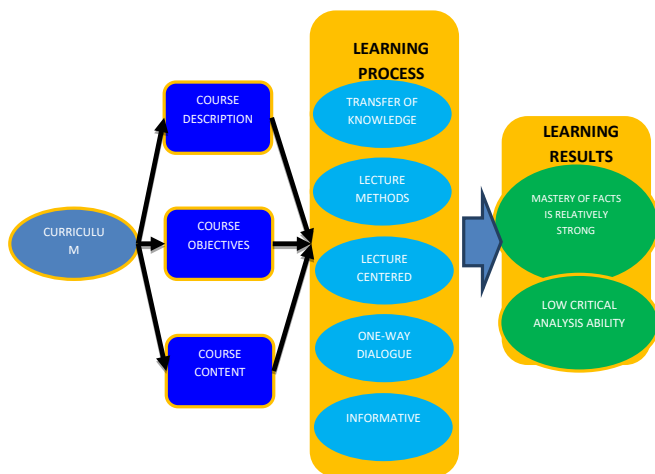 CURRICULU
M
COURSE
DESCRIPTION
COURSE
OBJECTIVES
COURSE
CONTENT
LEARNING
PROCESS
TRANSFER OF
KNOWLEDGE
LECTURE
METHODS
LECTURE
CENTERED
ONE-WAY
DIALOGUE
INFORMATIVE
LEARNING
RESULTS
MASTERY OF FACTS
IS RELATIVELY
STRONG
LOW CRITICAL
ANALYSIS ABILITY